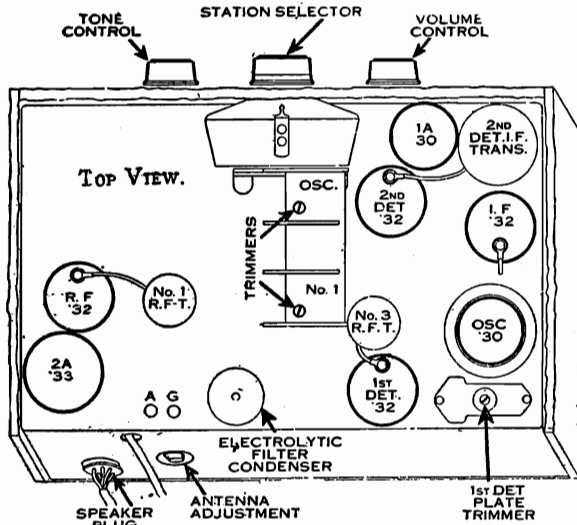 TONE
CONTROL
STATION SELECTOR
VOLUME
CONTROL
TOP VIEW.
1A
30
2ND
DET. I.F.
TRANS.
OSC.
2ND
DET
'32
I.F
'32
TRIMMERS
R.F
'32
No. 1
R.F-T.
No. 1
No. 3
R.F.T.
OSC
'30
2A
'33
A G
1ST
DET.
'32
ELECTROLYTIC
FILTER
CONDENSER
SPEAKER
PLUG
ANTENNA
ADJUSTMENT
1ST DET
PLATE
TRIMMER